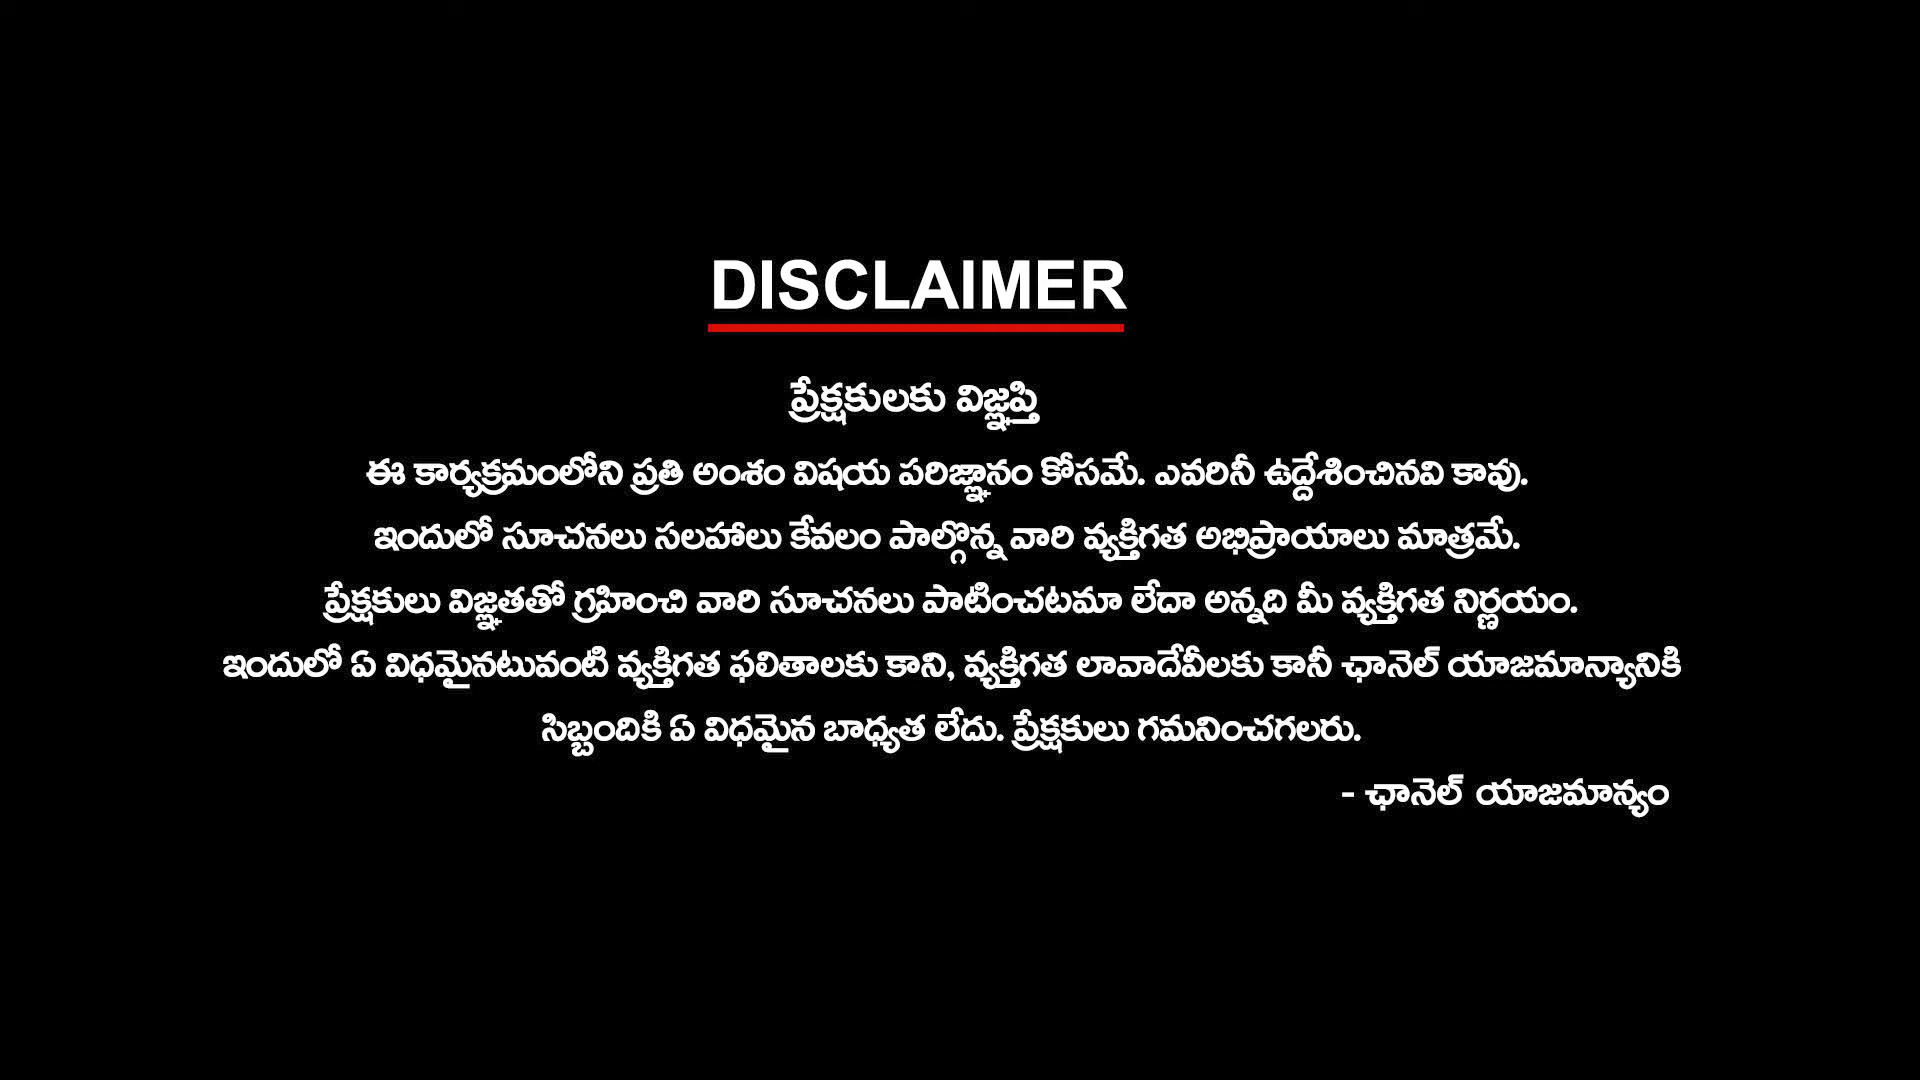 DISCLAIMER
ప్రేక్షకులకు విజ్ఞప్తి
ఈ కార్యక్రమంలోని ప్రతి అంశం విషయ పరిజ్ఞానం కోసమే. ఎవరినీ ఉద్దేశించినవి కావు.
ఇందులో సూచనలు సలహాలు కేవలం పాల్గొన్న వారి వ్యక్తిగత అభిప్రాయాలు మాత్రమే.
ప్రేక్షకులు విజ్ఞతతో గ్రహించి వారి సూచనలు పాటించటమా లేదా అన్నది మీ వ్యక్తిగత నిర్ణయం.
ఇందులో ఏ విధమైనటువంటి వ్యక్తిగత ఫలితాలకు కాని, వ్యక్తిగత లావాదేవీలకు కానీ ఛానెల్ యాజమాన్యానికి
సిబ్బందికి ఏ విధమైన బాధ్యత లేదు. ప్రేక్షకులు గమనించగలరు.
- ఛానెల్ యాజమాన్యం